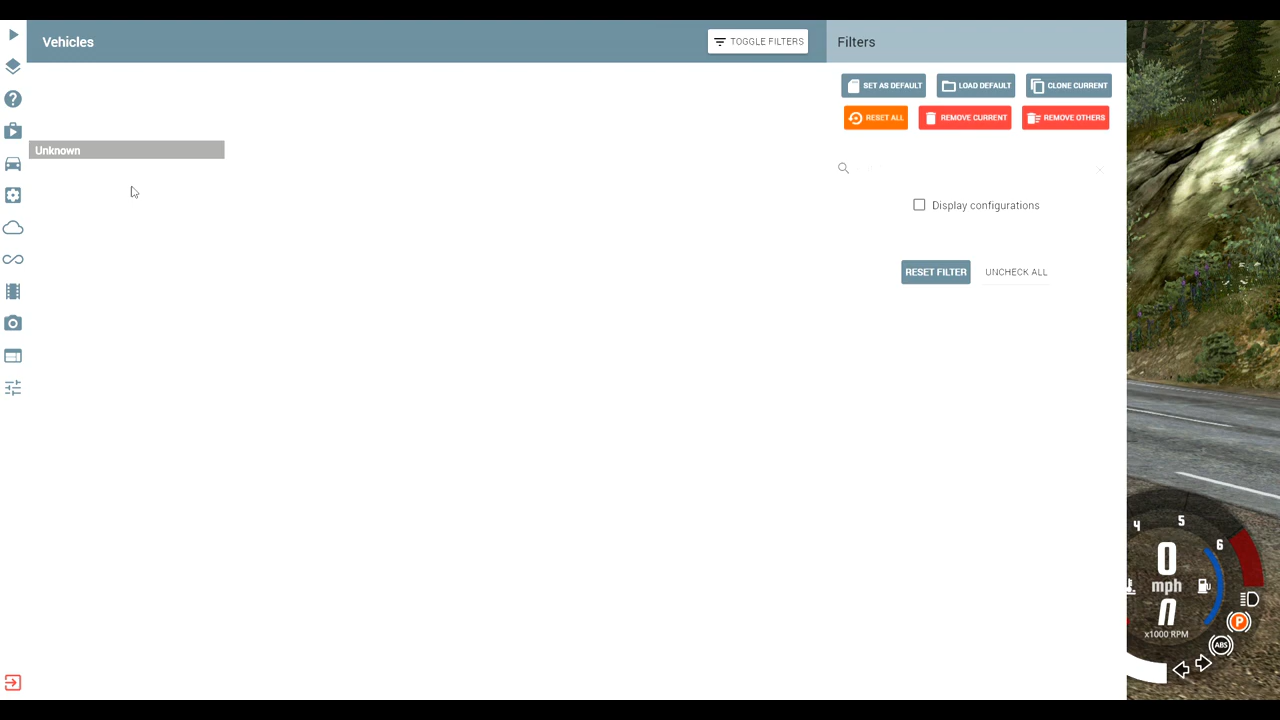 Vehicles
TOGGLE FILTERS
Filters
SET AS DEFAULT
LOAD DEFAULT
CLONE CURRENT
RESET ALL
REMOVE CURRENT
REMOVE OTHERS
Unknown
Display configurations
RESET FILTER
UNCHECK ALL
4 5 6
0
mph
n
x1000 RPM
P
ABS